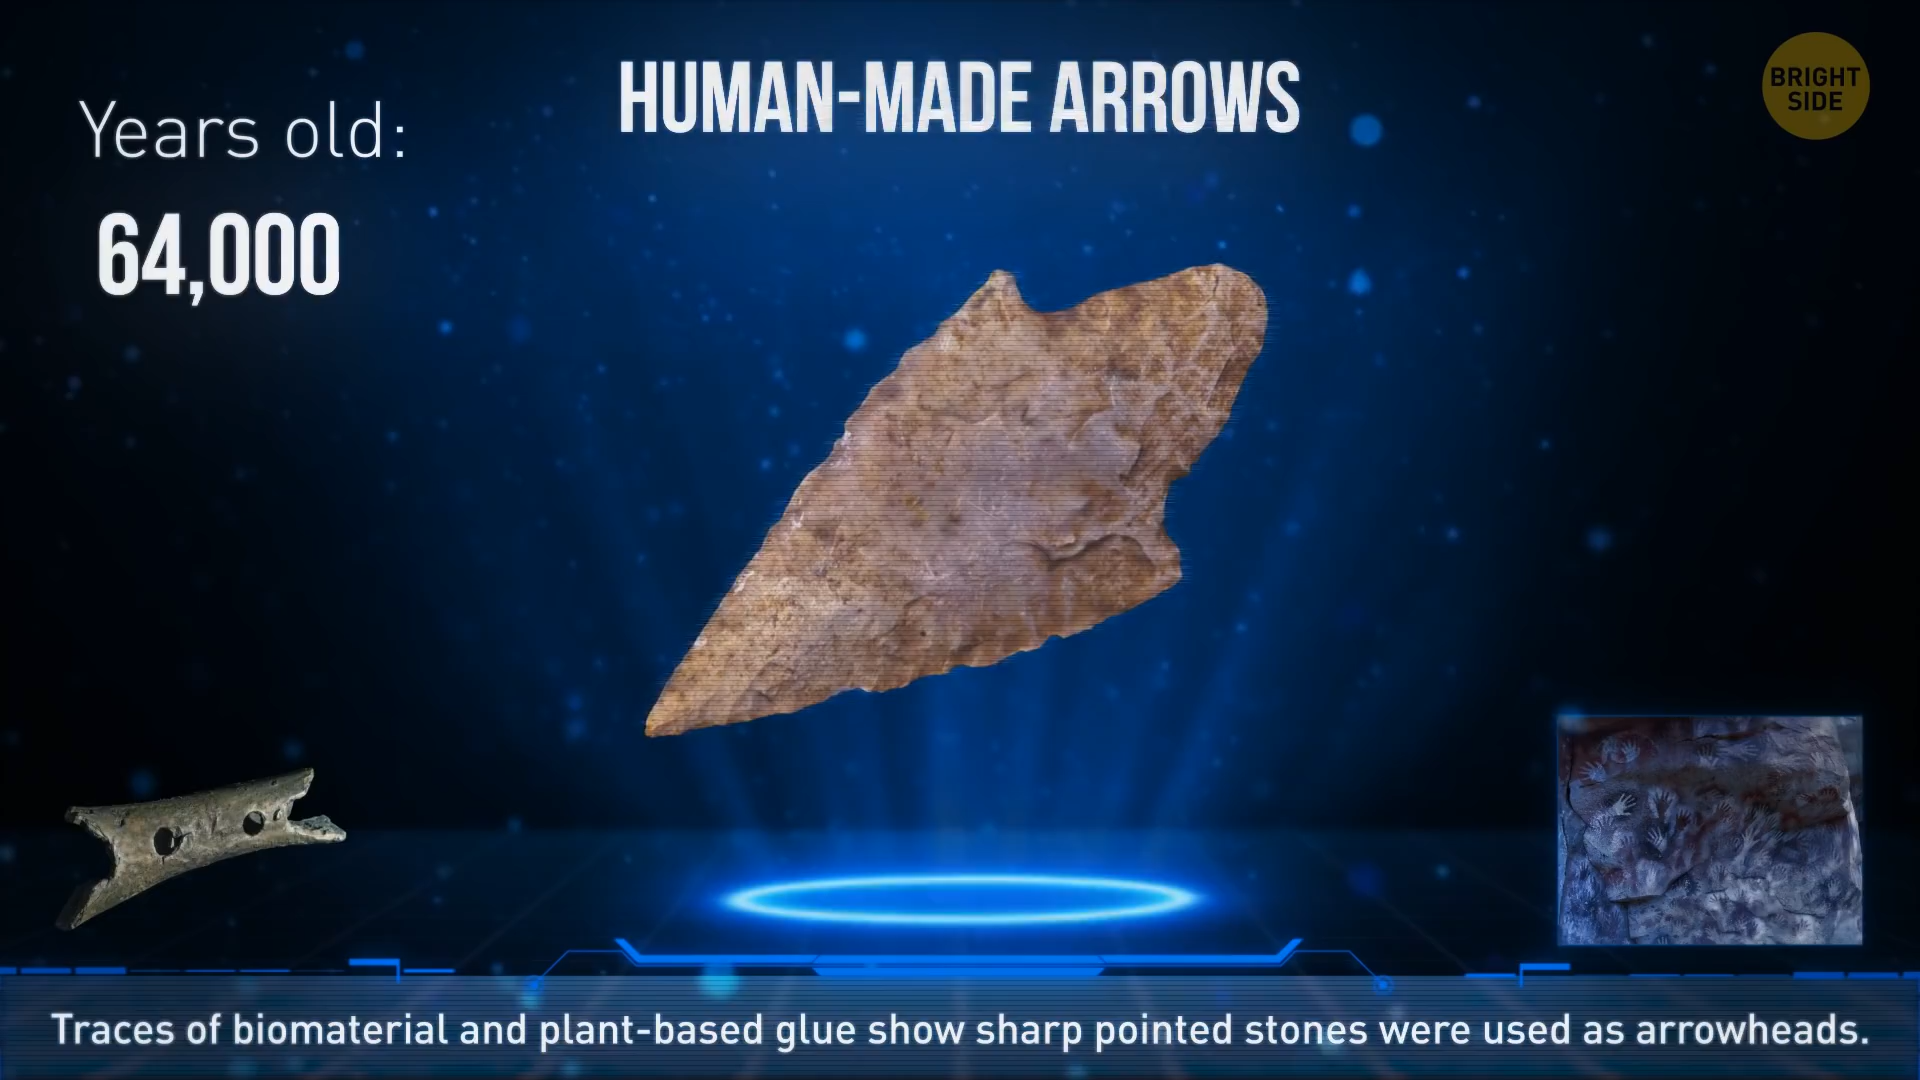 HUMAN-MADE ARROWS
BRIGHT
SIDE
Years old:
64,000
Traces of biomaterial and plant-based glue show sharp pointed stones were used as arrowheads.